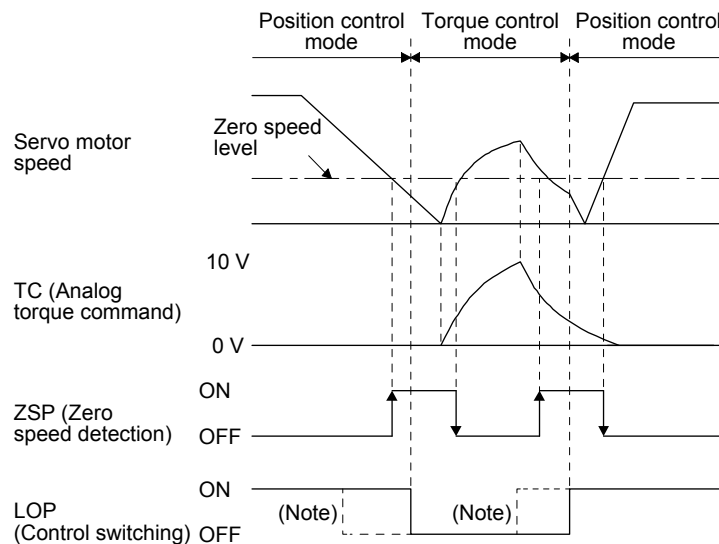 Position control
mode
Torque control
mode
Position control
mode
Servo motor
speed
Zero speed
level
10 V
TC (Analog
torque command)
0 V
ON
ZSP (Zero
speed detection)
OFF
ON
LOP
(Control switching)
(Note)
(Note)
OFF